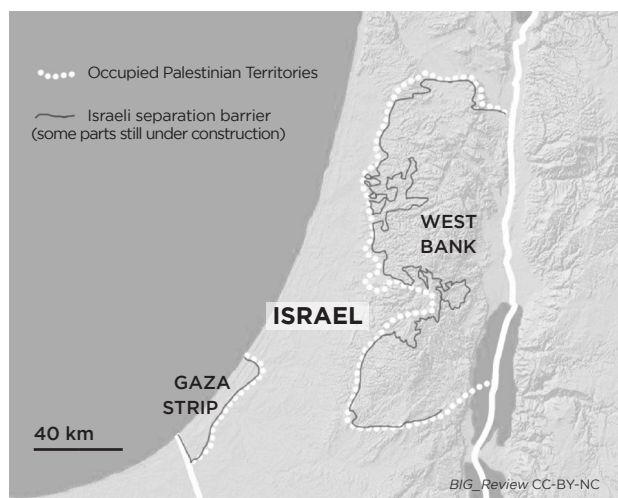 Occupied Palestinian Territories
Israeli separation barrier
(some parts still under construction)
WEST
BANK
ISRAEL
GAZA
STRIP
40 km
BIG_Review CC-BY-NC